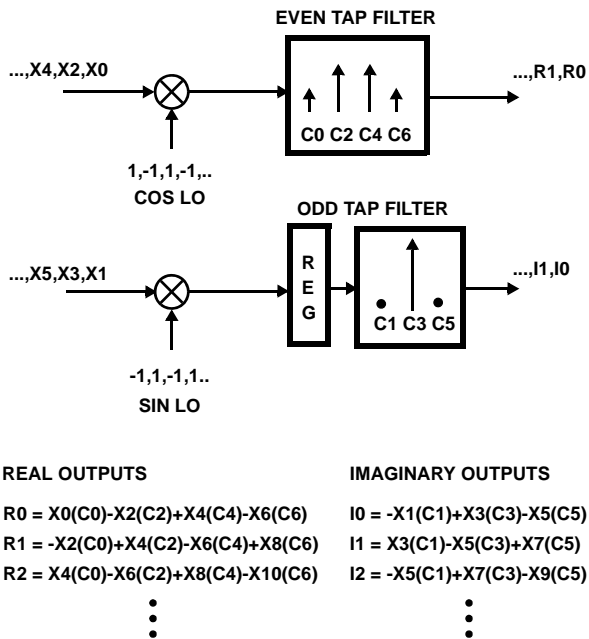 EVEN TAP FILTER
...,X4,X2,X0
...,R1,R0
C0 C2 C4 C6
1,-1,1,-1,..
COS LO
ODD TAP FILTER
...,X5,X3,X1
R
E
G
...,I1,I0
C1 C3 C5
-1,1,-1,1..
SIN LO
REAL OUTPUTS
R0 = X0(C0)-X2(C2)+X4(C4)-X6(C6)
R1 = -X2(C0)+X4(C2)-X6(C4)+X8(C6)
R2 = X4(C0)-X6(C2)+X8(C4)-X10(C6)
IMAGINARY OUTPUTS
I0 = -X1(C1)+X3(C3)-X5(C5)
I1 = X3(C1)-X5(C3)+X7(C5)
I2 = -X5(C1)+X7(C3)-X9(C5)